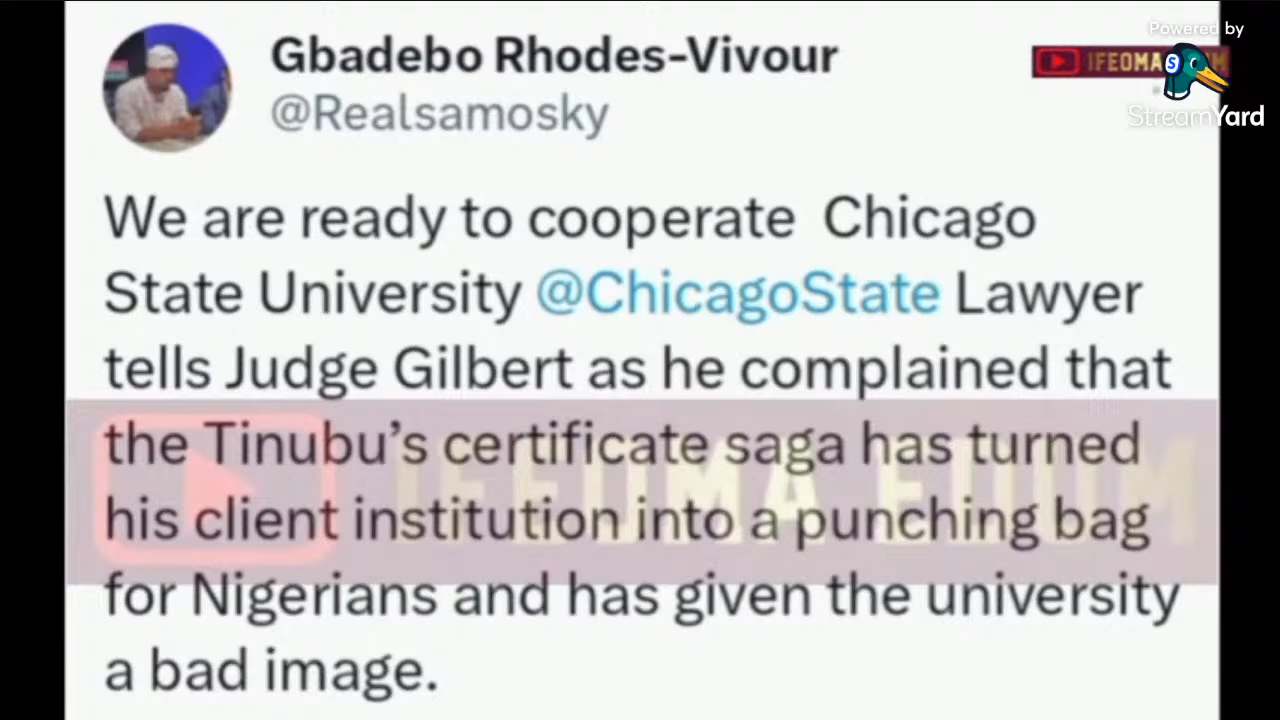 Powered by
Gbadebo Rhodes-Vivour
@Realsamosky
StreamYard
We are ready to cooperate Chicago
State University @ChicagoState Lawyer
tells Judge Gilbert as he complained that
the Tinubu’s certificate saga has turned
his client institution into a punching bag
for Nigerians and has given the university
a bad image.
IFEOMA EDUM